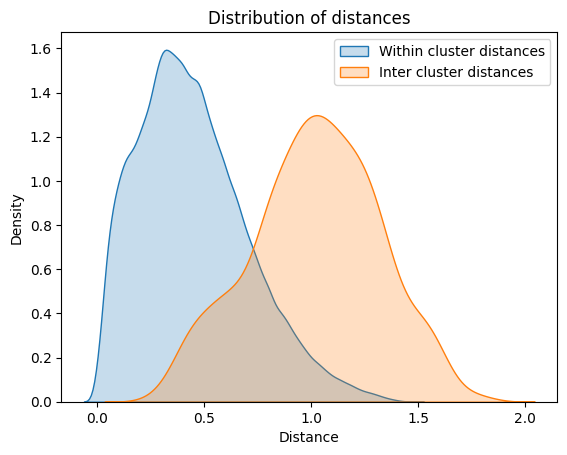 Distribution of distances
Within cluster distances
Inter cluster distances
1.6
1.4
1.2
1.0
0.8
0.6
0.4
0.2
0.0
Density
0.0 0.5 1.0 1.5 2.0
Distance